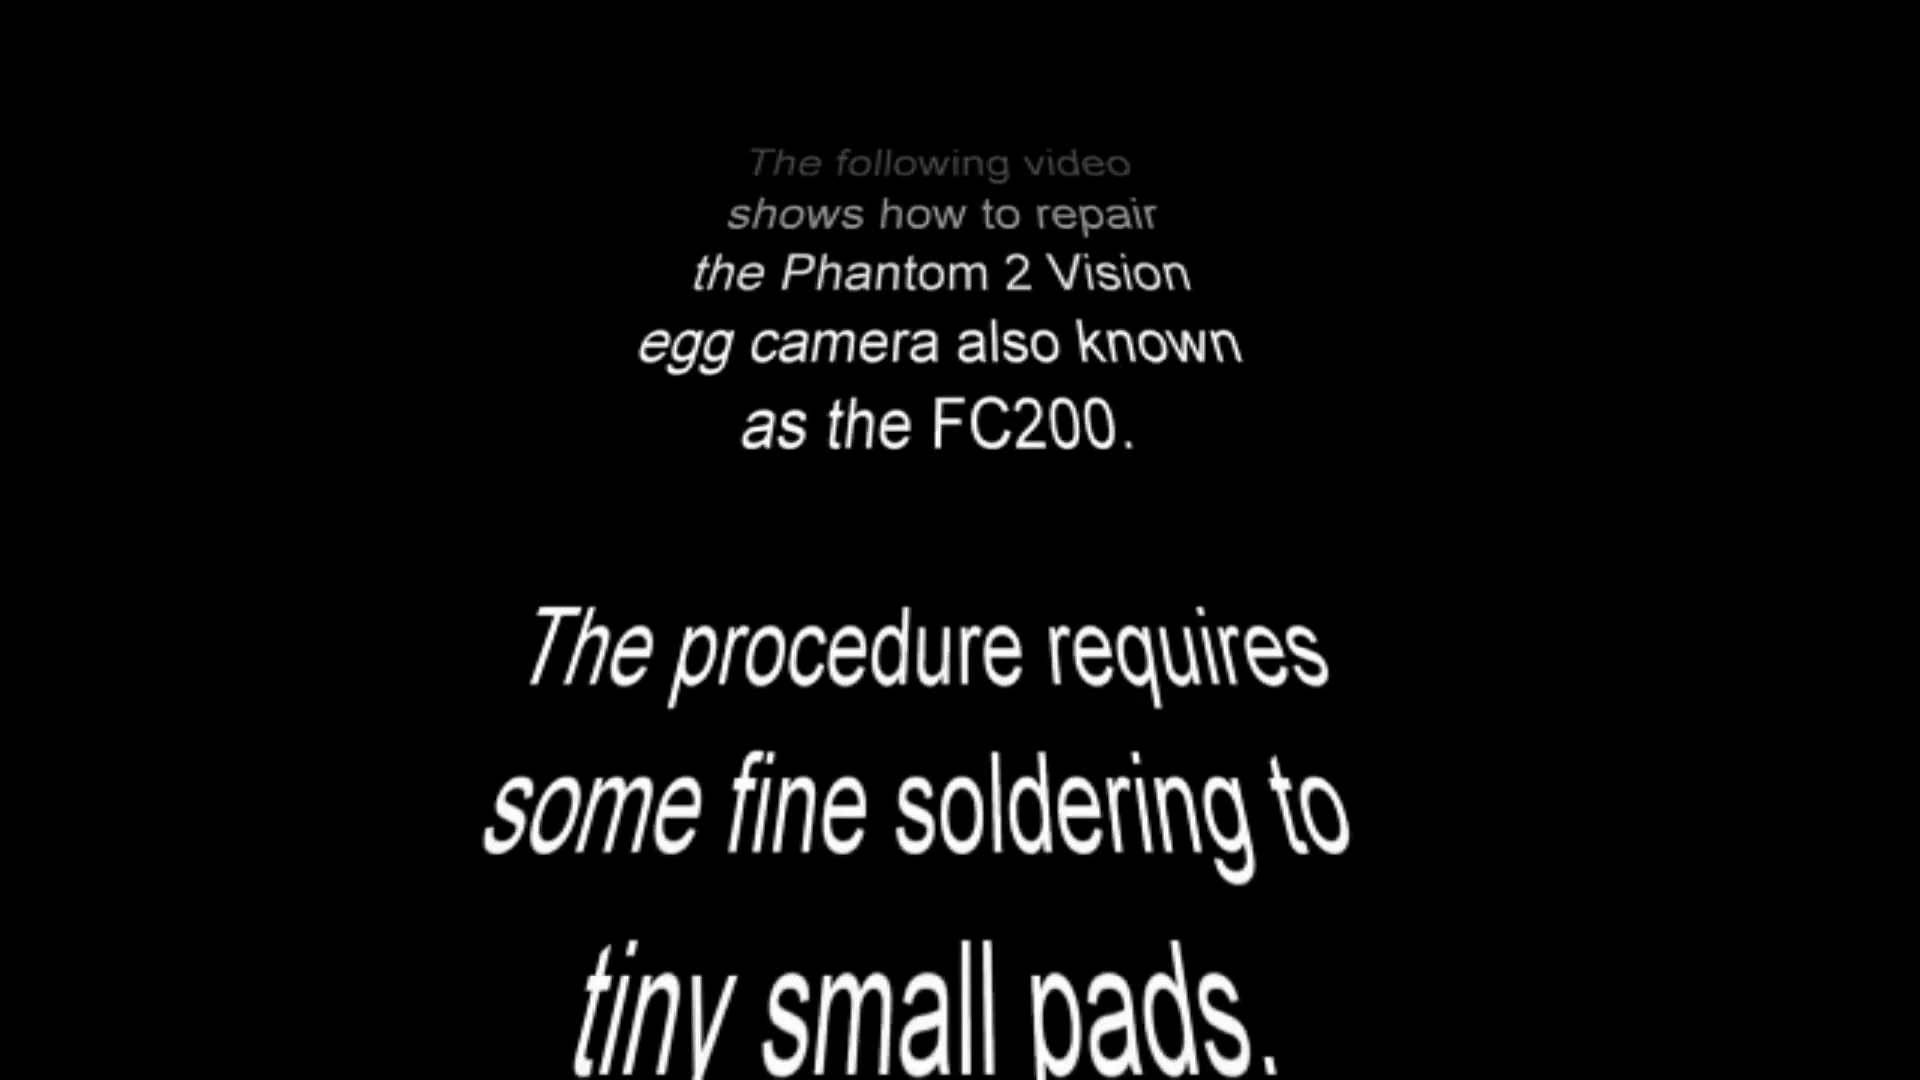 The following video
shows how to repair
the Phantom 2 Vision
egg camera also known
as the FC200.
The procedure requires
some fine soldering to
tiny small pads.